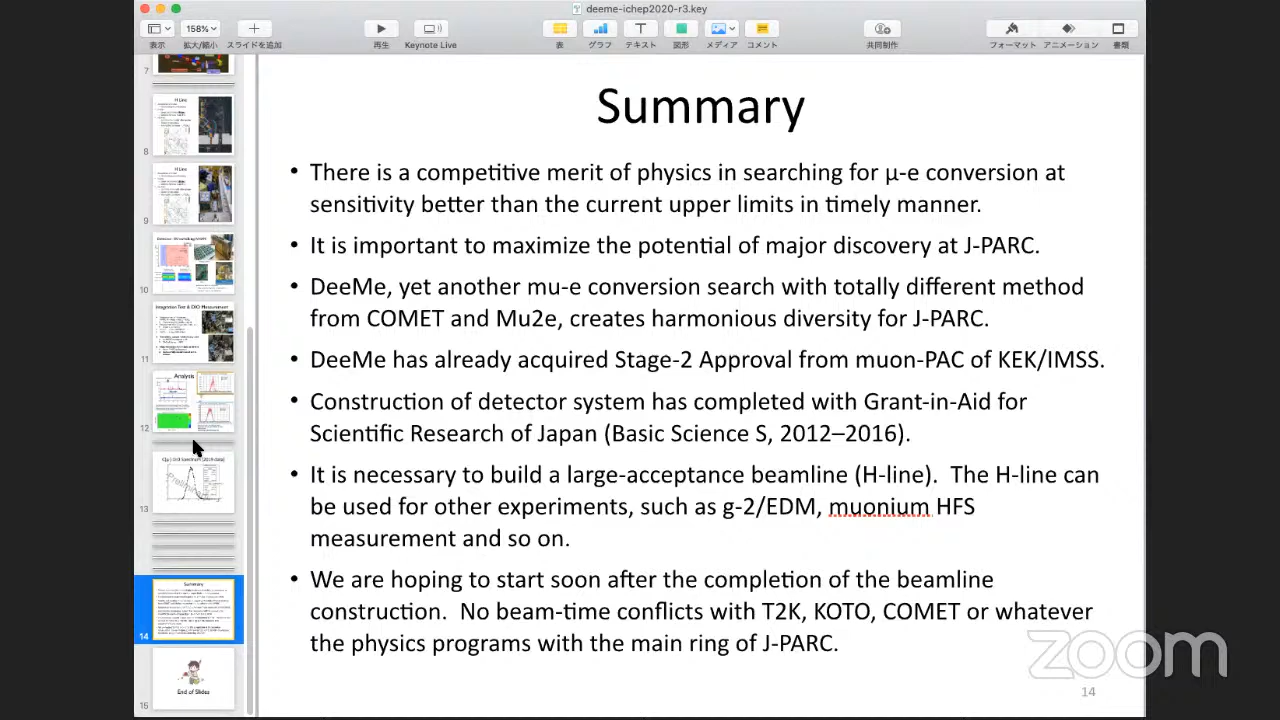 deeme-ichep2020-r3.key
158%
表示
拡大/縮小
スライドを追加
再生
Keynote Live
表
グラフ
テキスト
図形
メディア
コメント
共同制作
フォーマット
アニメーション
書類
7
8
H Line
9
H Line
10
11
Integration Test & DIO Measurement
12
Analysis
13
14
Summary
15
End of Slides
Summary
• There is a competitive merit of physics in searching for μ-e conversion at
sensitivity better than the current upper limits in timely manner.
• It is important to maximize the potential of major discovery at J-PARC.
• DeeMe, yet another mu-e conversion search with totally different method
from COMET and Mu2e, creates harmonious diversity for J-PARC.
• DeeMe has already acquired Stage-2 Approval from muon-PAC of KEK/IMSS.
• Construction of detector system has completed with Grant-in-Aid for
Scientific Research of Japan (Basic Science S, 2012–2016).
• It is necessary to build a large-acceptance beamline (H-line). The H-line can
be used for other experiments, such as g-2/EDM, muonium HFS
measurement and so on.
• We are hoping to start soon after the completion of the beamline
construction. No beam-time conflicts with T2K, KOTO, COMET or whatever
the physics programs with the main ring of J-PARC.
14
zoom